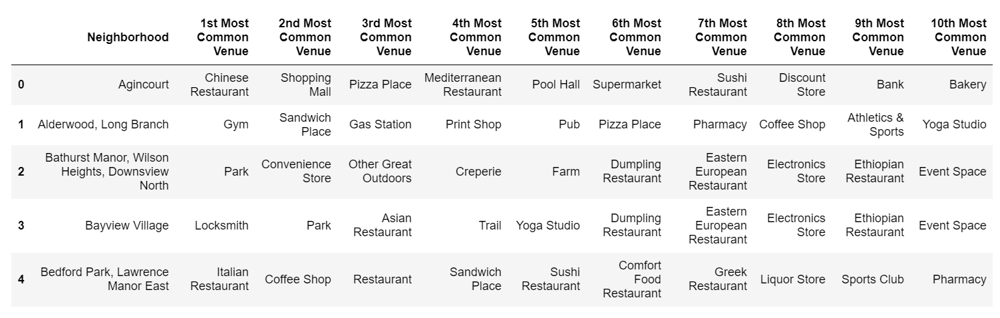 Neighborhood 1st Most Common Venue 2nd Most Common Venue 3rd Most Common Venue 4th Most Common Venue 5th Most Common Venue 6th Most Common Venue 7th Most Common Venue 8th Most Common Venue 9th Most Common Venue 10th Most Common Venue
0 Agincourt Chinese Restaurant Shopping Mall Pizza Place Mediterranean Restaurant Pool Hall Supermarket Sushi Restaurant Discount Store Bank Bakery
1 Alderwood, Long Branch Gym Sandwich Place Gas Station Print Shop Pub Pizza Place Pharmacy Coffee Shop Athletics & Sports Yoga Studio
2 Bathurst Manor, Wilson Heights, Downsview North Park Convenience Store Other Great Outdoors Creperie Farm Dumpling Restaurant Eastern European Restaurant Electronics Store Ethiopian Restaurant Event Space
3 Bayview Village Locksmith Park Asian Restaurant Trail Yoga Studio Dumpling Restaurant Eastern European Restaurant Electronics Store Ethiopian Restaurant Event Space
4 Bedford Park, Lawrence Manor East Italian Restaurant Coffee Shop Restaurant Sandwich Place Sushi Restaurant Comfort Food Restaurant Greek Restaurant Liquor Store Sports Club Pharmacy